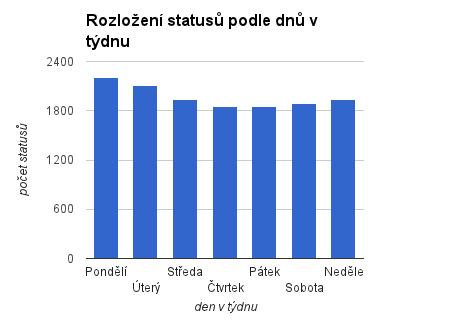 Rozložení statusů podle dnů v
týdnu
2400
1800
1200
600
0
počet statusů
Pondělí
Úterý
Středa
Čtvrtek
Pátek
Sobota
Neděle
den v týdnu